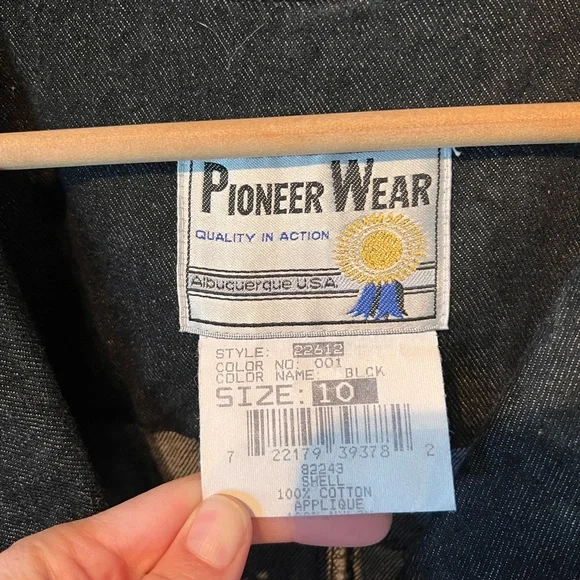 PIONEER WEAR
QUALITY IN ACTION
Albuquerque U.S.A.
STYLE: 22612
COLOR NO: 001
COLOR NAME: BLCK
SIZE: 10
7 22179 39378 2
82243
SHELL
100% COTTON
APPLIQUE